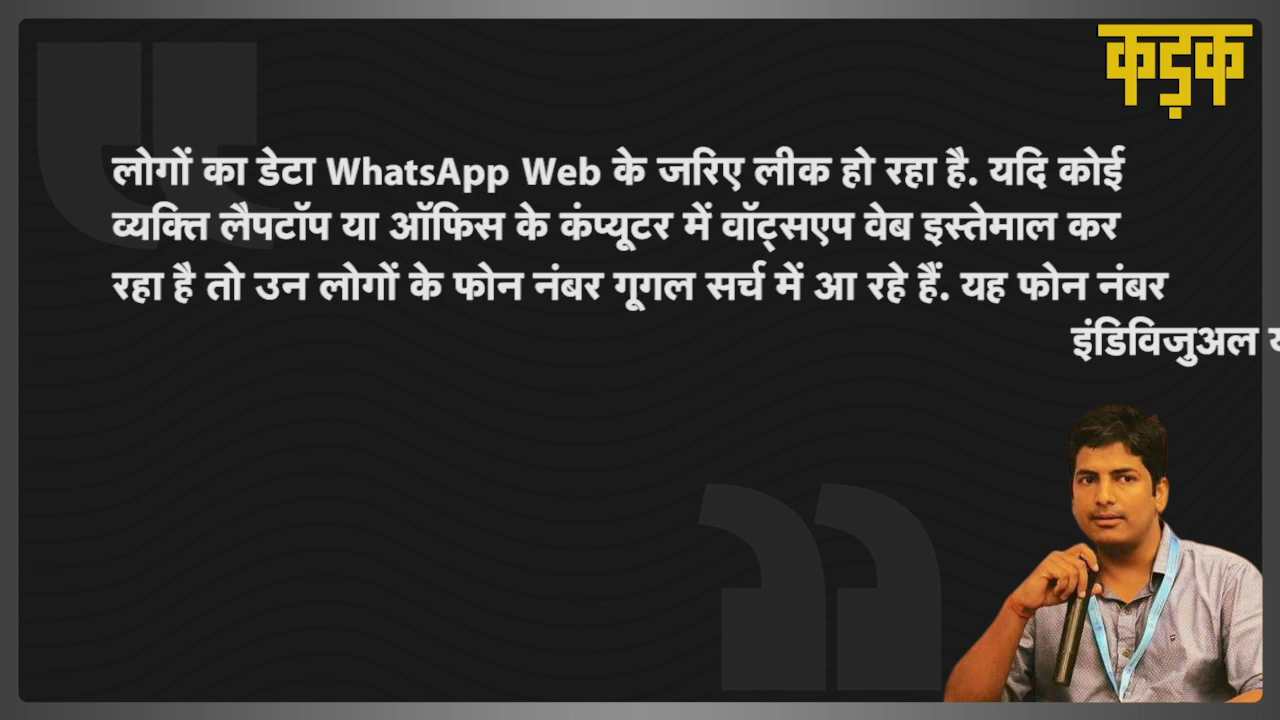 कड़क
लोगों का डेटा WhatsApp Web के जरिए लीक हो रहा है. यदि कोई
व्यक्ति लैपटॉप या ऑफिस के कंप्यूटर में वॉट्सएप वेब इस्तेमाल कर
रहा है तो उन लोगों के फोन नंबर गूगल सर्च में आ रहे हैं. यह फोन नंबर
इंडिविजुअल